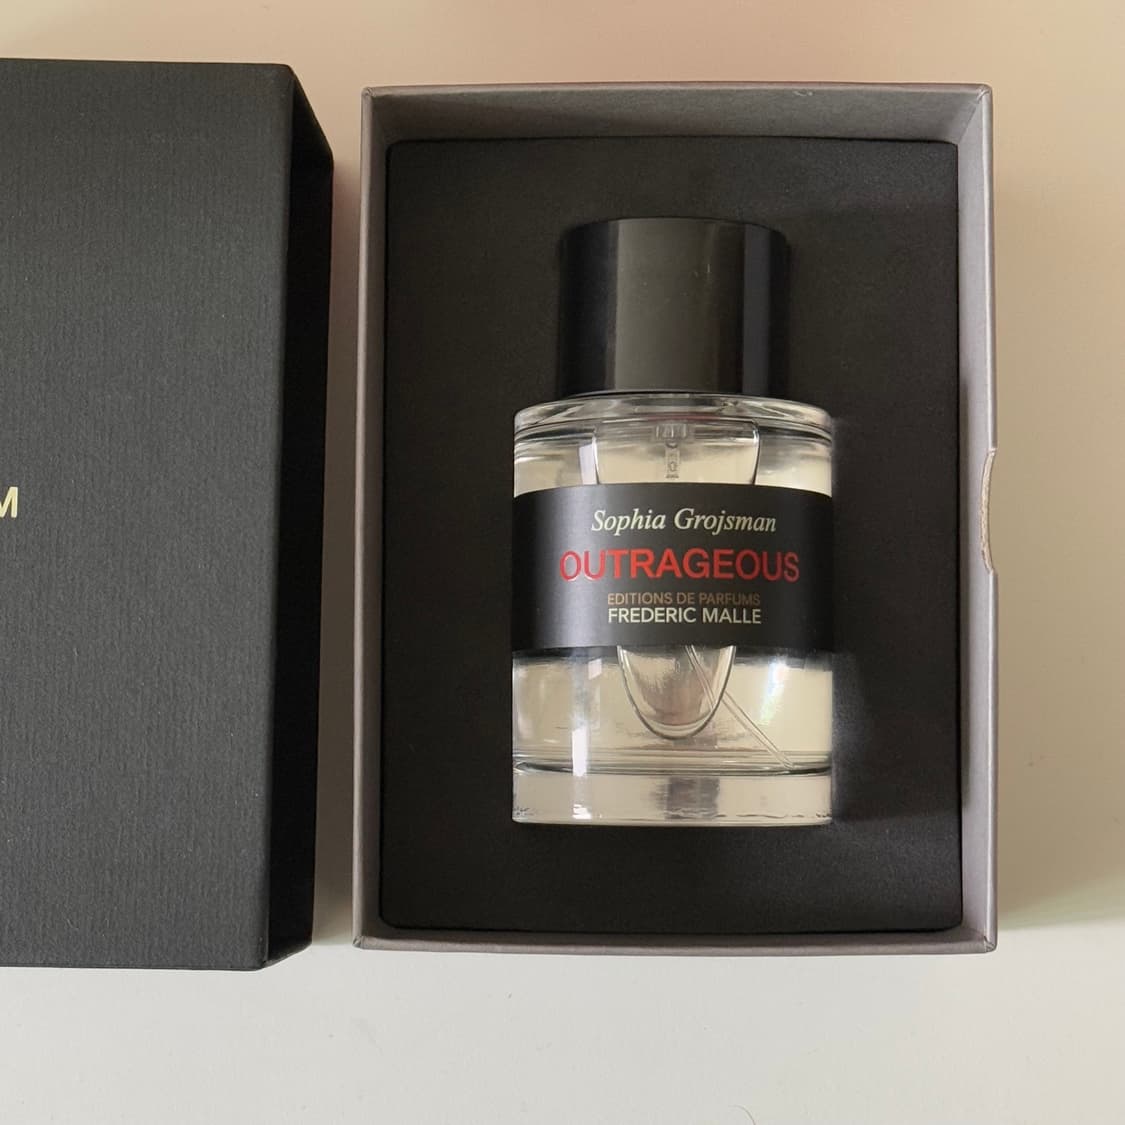 M
Sophia Grojsman
OUTRAGEOUS
EDITIONS DE PARFUMS
FREDERIC MALLE